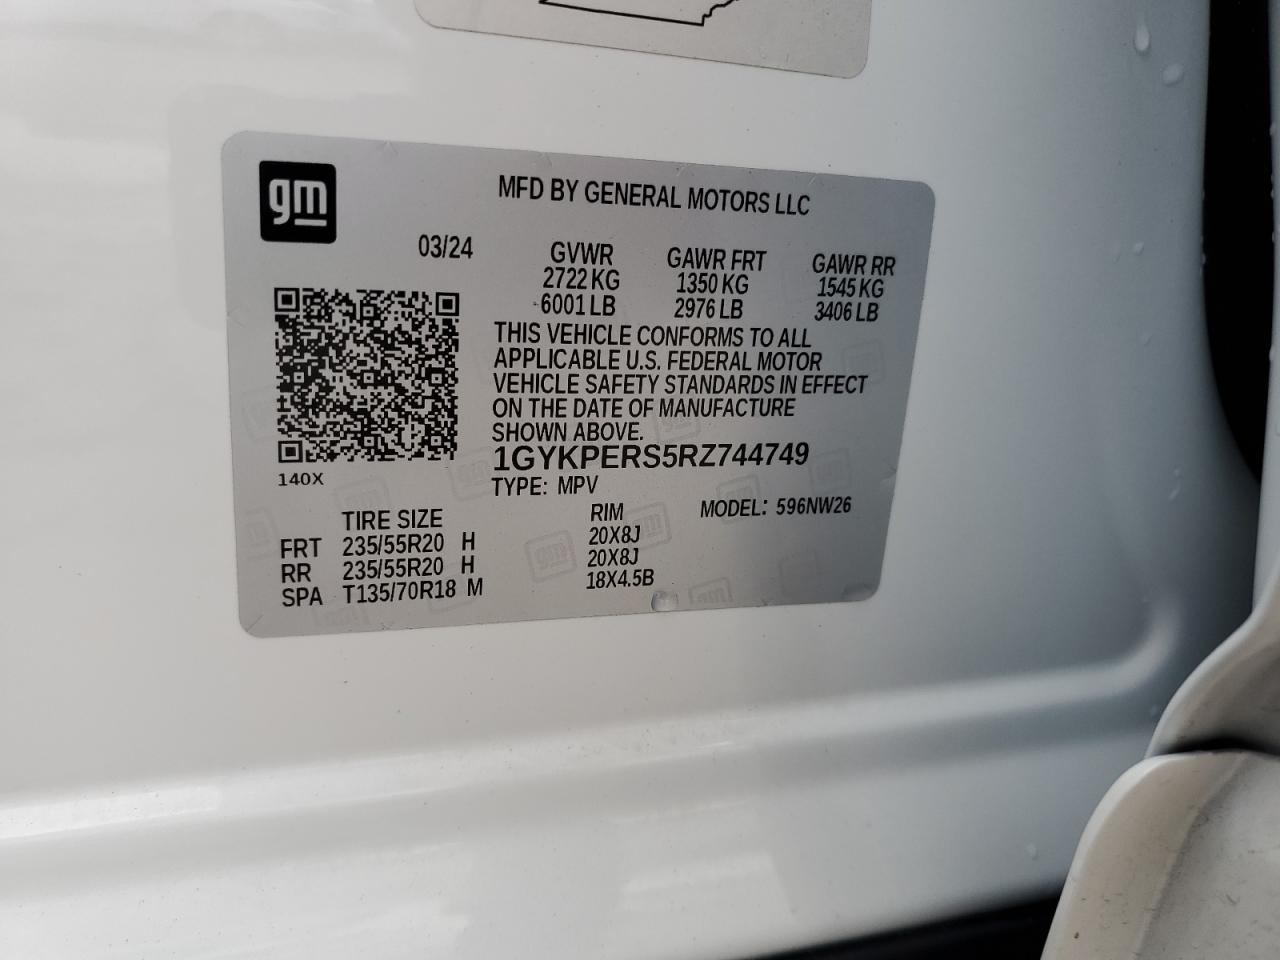 gm
MFD BY GENERAL MOTORS LLC
03/24
GVWR GAWR FRT GAWR RR
2722 KG 1350 KG 1545 KG
6001 LB 2976 LB 3406 LB
THIS VEHICLE CONFORMS TO ALL
APPLICABLE U.S. FEDERAL MOTOR
VEHICLE SAFETY STANDARDS IN EFFECT
ON THE DATE OF MANUFACTURE
SHOWN ABOVE.
1GYKPERS5RZ744749
140X
TYPE: MPV
MODEL: 596NW26
TIRE SIZE RIM
FRT 235/55R20 H 20X8J
RR 235/55R20 H 20X8J
SPA T135/70R18 M 18X4.5B